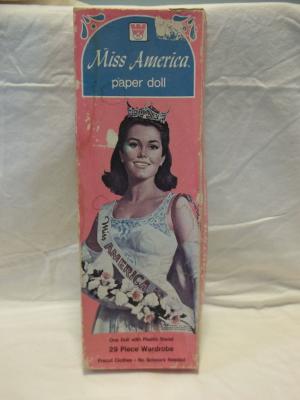 Miss America
paper doll
Miss AMERICA
One Doll with Plastic Stand
29 Piece Wardrobe
Precut Clothes - No Scissors Needed